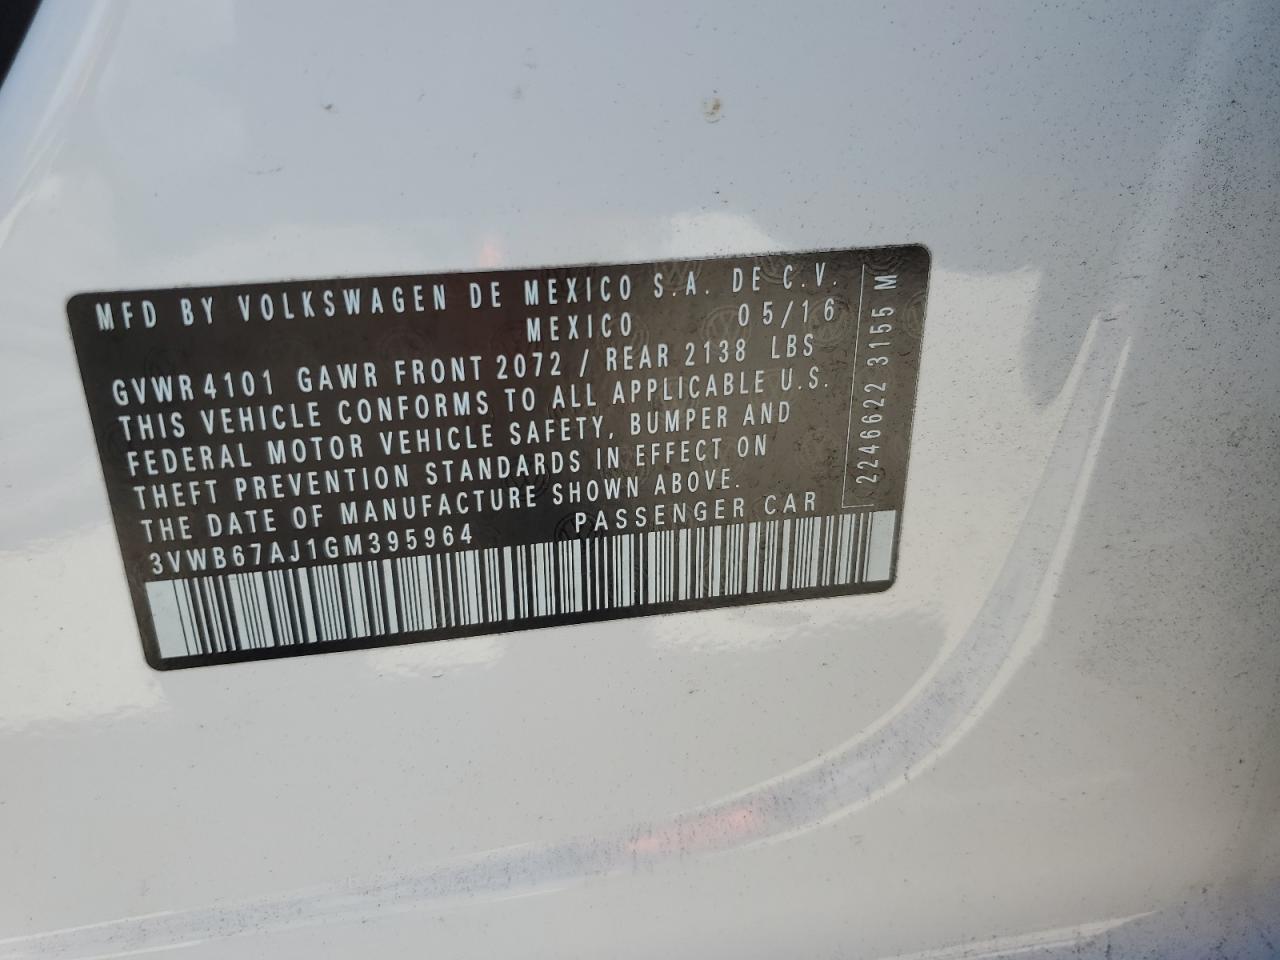 MFD BY VOLKSWAGEN DE MEXICO S.A. DE C.V.
MEXICO 05/16
GVWR 4101 GAWR FRONT 2072 / REAR 2138 LBS
THIS VEHICLE CONFORMS TO ALL APPLICABLE U.S.
FEDERAL MOTOR VEHICLE SAFETY, BUMPER AND
THEFT PREVENTION STANDARDS IN EFFECT ON
THE DATE OF MANUFACTURE SHOWN ABOVE.
3VWB67AJ1GM395964 PASSENGER CAR
2246622 3155 M